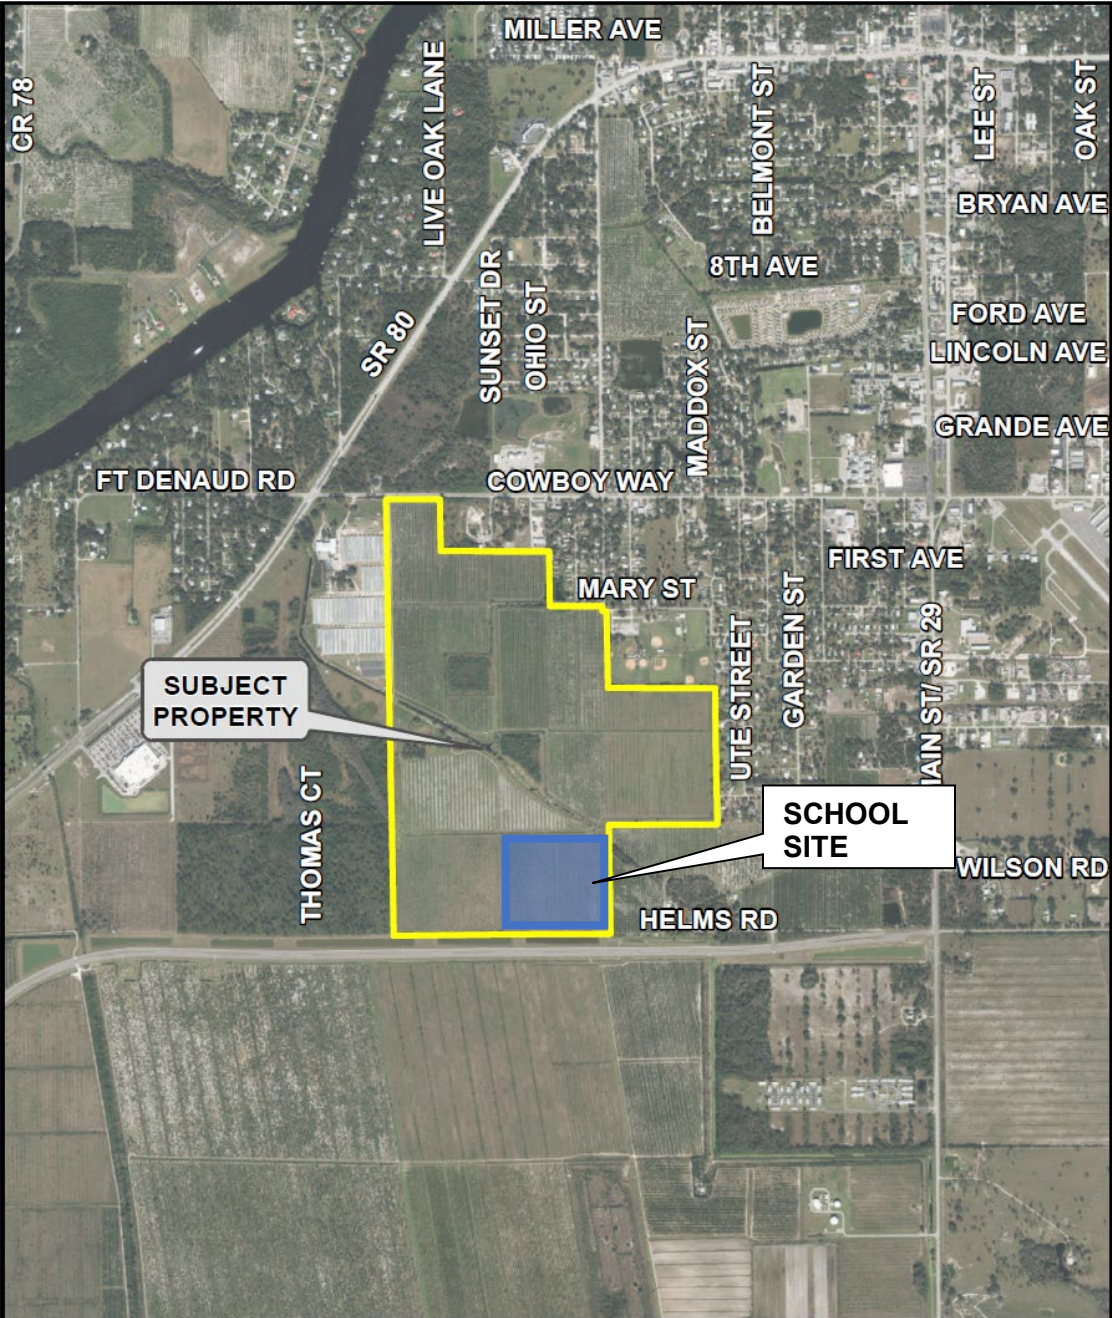 MILLER AVE
CR 78
LIVE OAK LANE
BELMONT ST
LEE ST
OAK ST
BRYAN AVE
8TH AVE
SUNSET DR
OHIO ST
SR 80
FORD AVE
LINCOLN AVE
MADDOX ST
GRANDE AVE
FT DENAUD RD
COWBOY WAY
FIRST AVE
MARY ST
GARDEN ST
UTE STREET
MAIN ST/ SR 29
SUBJECT
PROPERTY
THOMAS CT
SCHOOL
SITE
WILSON RD
HELMS RD